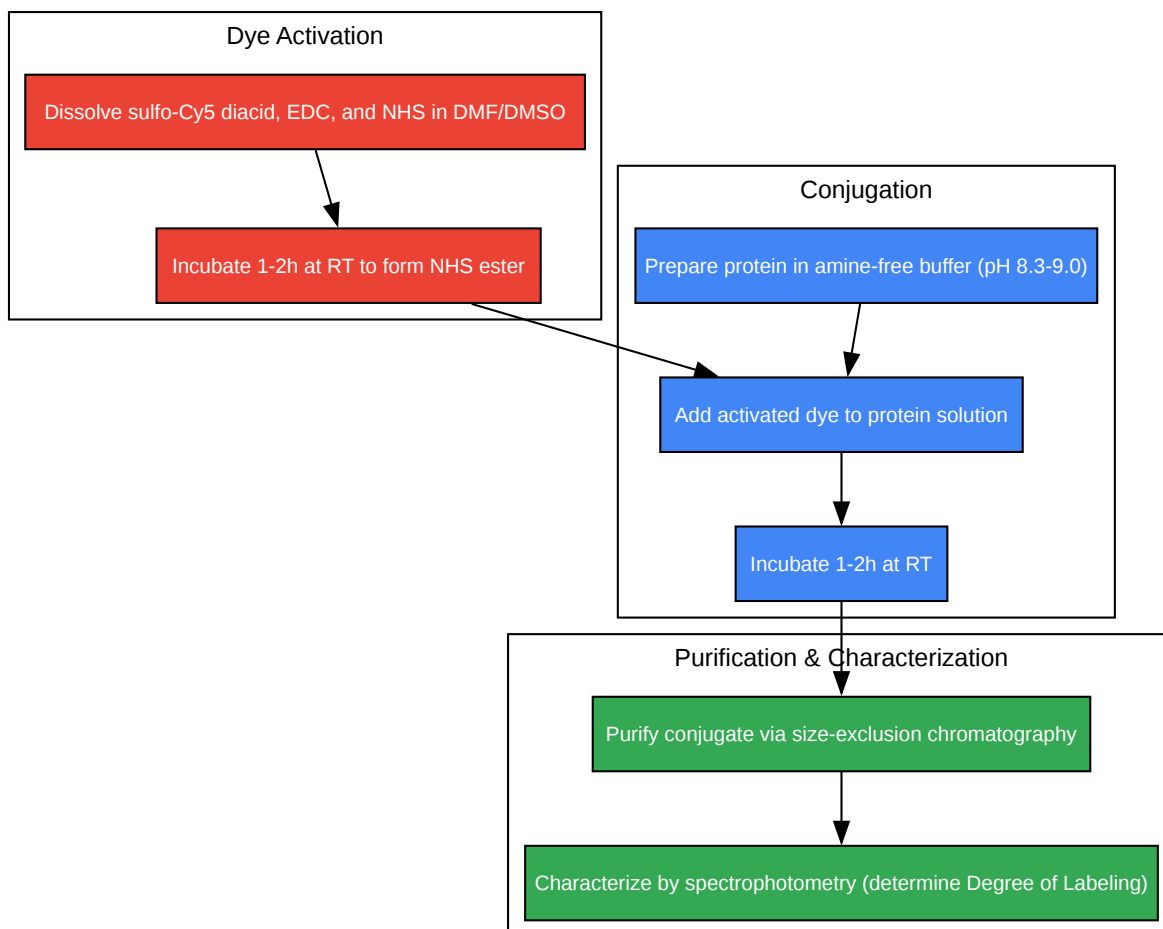 Dye Activation
Dissolve sulfo-Cy5 diacid, EDC, and NHS in DMF/DMSO
Incubate 1-2h at RT to form NHS ester
Conjugation
Prepare protein in amine-free buffer (pH 8.3-9.0)
Add activated dye to protein solution
Incubate 1-2h at RT
Purification & Characterization
Purify conjugate via size-exclusion chromatography
Characterize by spectrophotometry (determine Degree of Labeling)